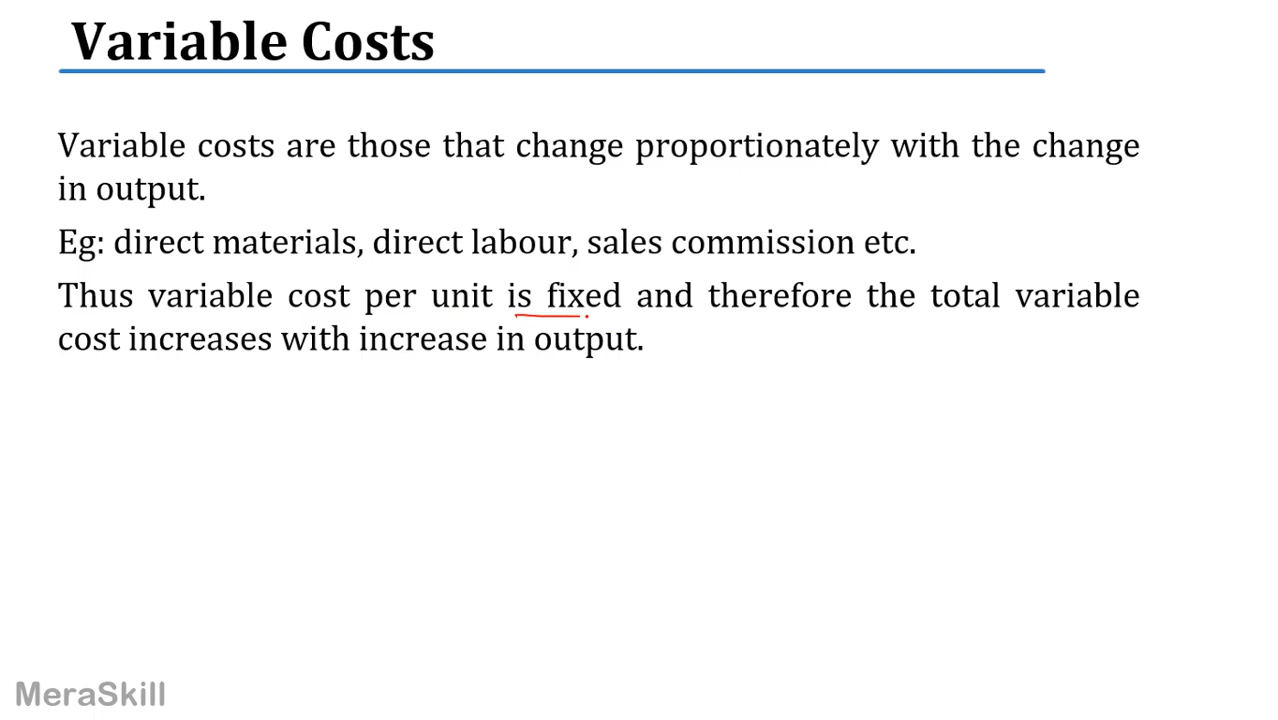 Variable Costs
Variable costs are those that change proportionately with the change
in output.
Eg: direct materials, direct labour, sales commission etc.
Thus variable cost per unit is fixed and therefore the total variable
cost increases with increase in output.
MeraSkill